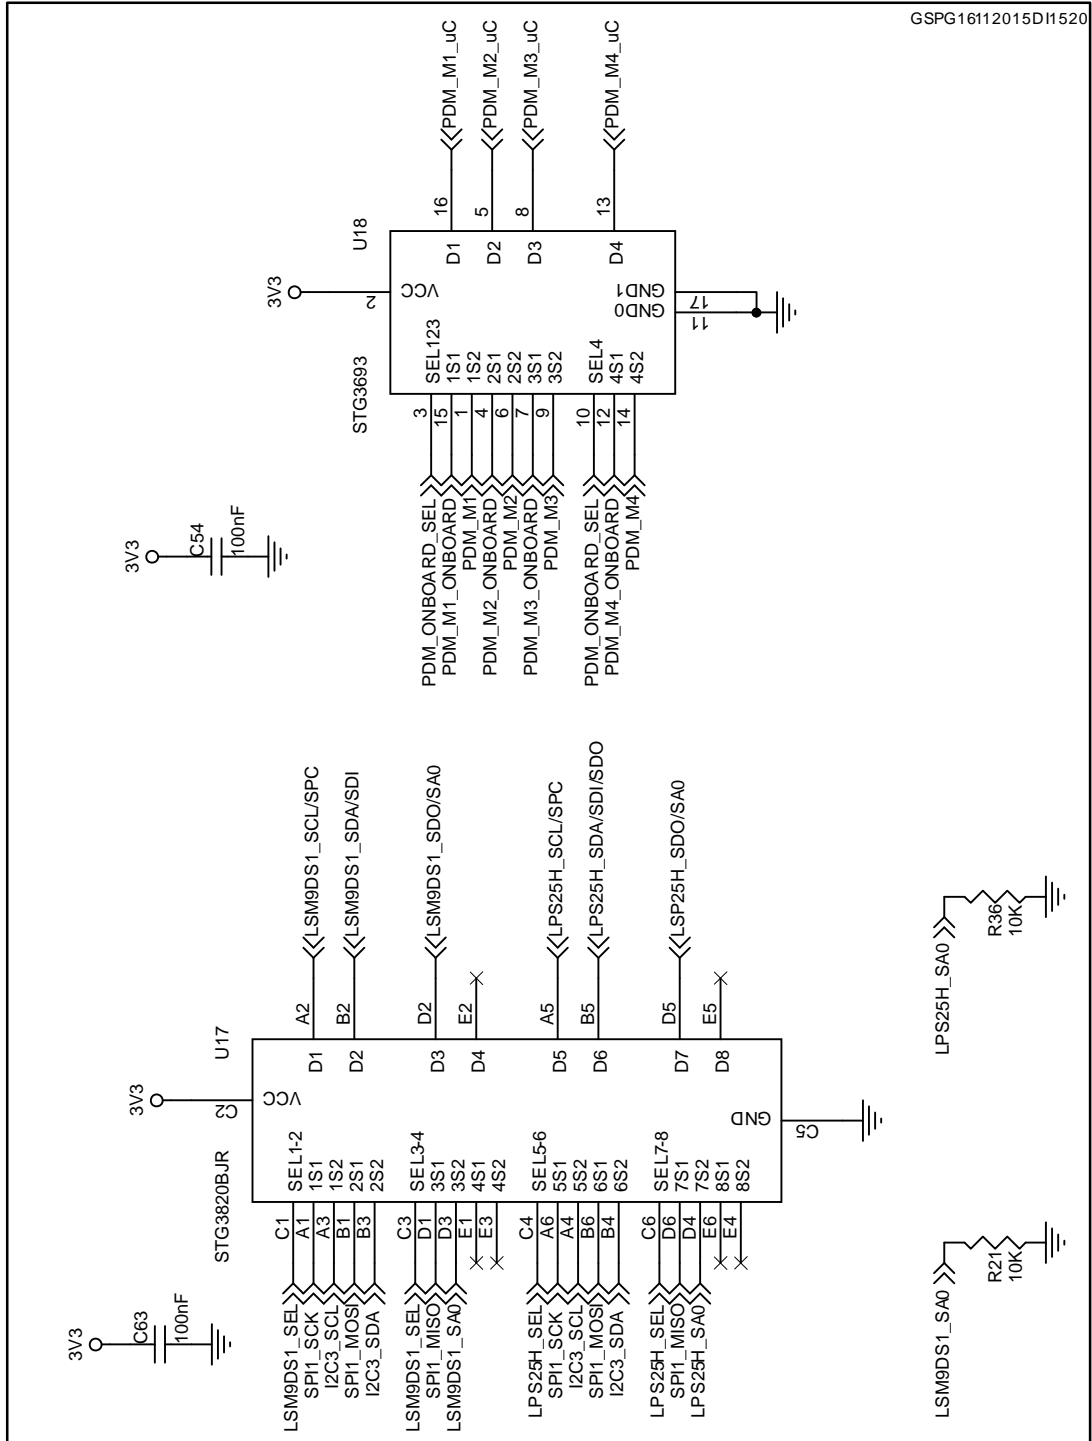 GSPG16112015DI1520
3V3
C54
100nF
3V3
U18
STG3693
2
VCC
3
SEL123
15
1S1
1
1S2
4
2S1
6
2S2
7
3S1
9
3S2
10
SEL4
12
4S1
14
4S2
PDM_ONBOARD_SEL
PDM_M1_ONBOARD
PDM_M1
PDM_M2_ONBOARD
PDM_M2
PDM_M3_ONBOARD
PDM_M3
PDM_ONBOARD_SEL
PDM_M4_ONBOARD
PDM_M4
16
D1
PDM_M1_uC
5
D2
PDM_M2_uC
8
D3
PDM_M3_uC
13
D4
PDM_M4_uC
GND0
GND1
11
17
3V3
C63
100nF
3V3
U17
STG3820BJR
C2
VCC
LSM9DS1_SEL
C1
SEL1-2
SPI1_SCK
A1
1S1
I2C3_SCL
A3
1S2
SPI1_MOSI
B1
2S1
I2C3_SDA
B3
2S2
LSM9DS1_SEL
C3
SEL3-4
SPI1_MISO
D1
3S1
LSM9DS1_SA0
D3
3S2
E1
4S1
E3
4S2
LPS25H_SEL
C4
SEL5-6
SPI1_SCK
A6
5S1
I2C3_SCL
A4
5S2
SPI1_MOSI
B6
6S1
I2C3_SDA
B4
6S2
LPS25H_SEL
C6
SEL7-8
SPI1_MISO
D6
7S1
LPS25H_SA0
D4
7S2
E6
8S1
E4
8S2
D1
A2
LSM9DS1_SCL/SPC
D2
B2
LSM9DS1_SDA/SDI
D3
D2
LSM9DS1_SDO/SA0
D4
E2
D5
A5
LPS25H_SCL/SPC
D6
B5
LPS25H_SDA/SDI/SDO
D7
D5
LSP25H_SDO/SA0
D8
E5
GND
C5
LSM9DS1_SA0
R21
10K
LPS25H_SA0
R36
10K